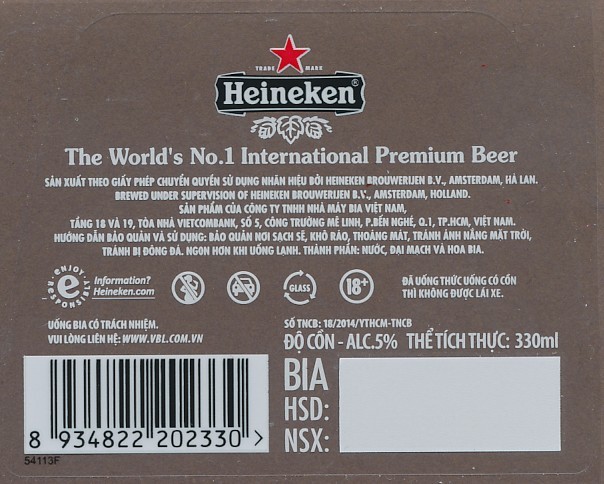 TRADE MARK
Heineken®
The World's No.1 International Premium Beer
SẢN XUẤT THEO GIẤY PHÉP CHUYỂN QUYỀN SỬ DỤNG NHÃN HIỆU BỞI HEINEKEN BROUWERIJEN B.V., AMSTERDAM, HÀ LAN.
BREWED UNDER SUPERVISION OF HEINEKEN BROUWERIJEN B.V., AMSTERDAM, HOLLAND.
SẢN PHẨM CỦA CÔNG TY TNHH NHÀ MÁY BIA VIỆT NAM,
TẦNG 18 VÀ 19, TÒA NHÀ VIETCOMBANK, SỐ 5, CÔNG TRƯỜNG MÊ LINH, P.BẾN NGHÉ, Q.1, TP.HCM, VIỆT NAM.
HƯỚNG DẪN BẢO QUẢN VÀ SỬ DỤNG: BẢO QUẢN NƠI SẠCH SẼ, KHÔ RÁO, THOÁNG MÁT, TRÁNH ÁNH NẮNG MẶT TRỜI,
TRÁNH BỊ ĐÔNG ĐÁ. NGON HƠN KHI UỐNG LẠNH. THÀNH PHẦN: NƯỚC, ĐẠI MẠCH VÀ HOA BIA.
ENJOY RESPONSIBLY
Information?
Heineken.com
GLASS
18+
ĐÃ UỐNG THỨC UỐNG CÓ CỒN
THÌ KHÔNG ĐƯỢC LÁI XE.
UỐNG BIA CÓ TRÁCH NHIỆM.
VUI LÒNG LIÊN HỆ: WWW.VBL.COM.VN
SỐ TNCB: 18/2014/YTHCM-TNCB
ĐỘ CỒN - ALC.5% THỂ TÍCH THỰC: 330ml
BIA
HSD:
NSX:
8 934822 202330 >
54113F